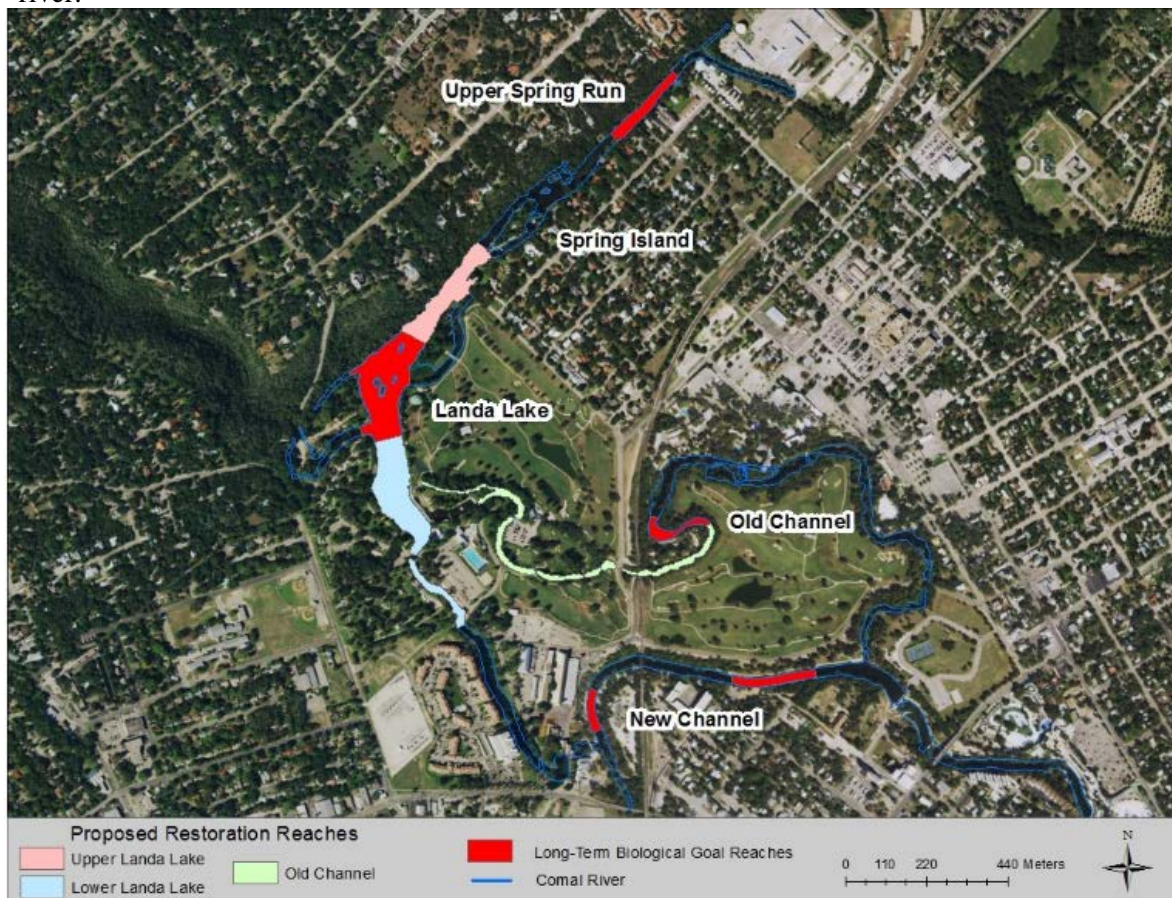 river.
Upper Spring Run
Spring Island
Landa Lake
Old Channel
New Channel
Proposed Restoration Reaches
Upper Landa Lake
Lower Landa Lake
Old Channel
Long-Term Biological Goal Reaches
Comal River
0 110 220 440 Meters
N